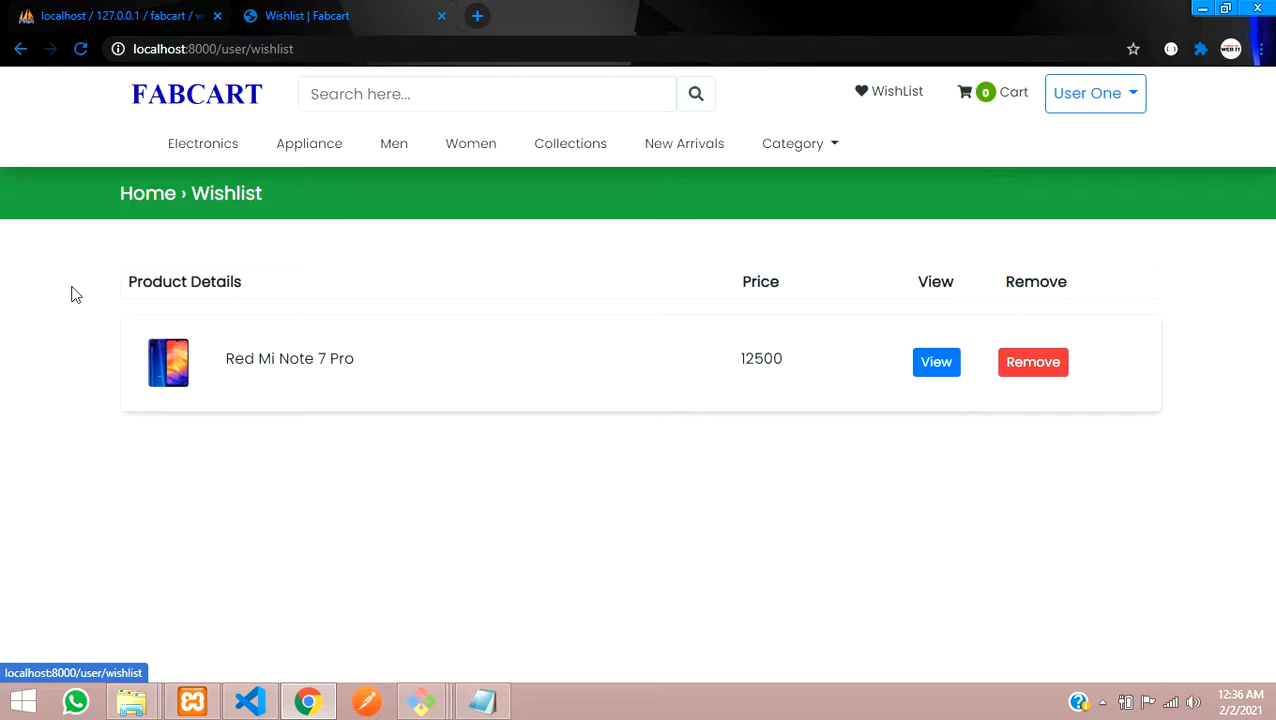 localhost / 127.0.0.1 / fabcart / w
Wishlist | Fabcart
localhost:8000/user/wishlist
FABCART
Search here...
WishList
0 Cart
User One
Electronics
Appliance
Men
Women
Collections
New Arrivals
Category
Home › Wishlist
Product Details
Price
View
Remove
Red Mi Note 7 Pro
12500
View
Remove
localhost:8000/user/wishlist
12:36 AM
2/2/2021